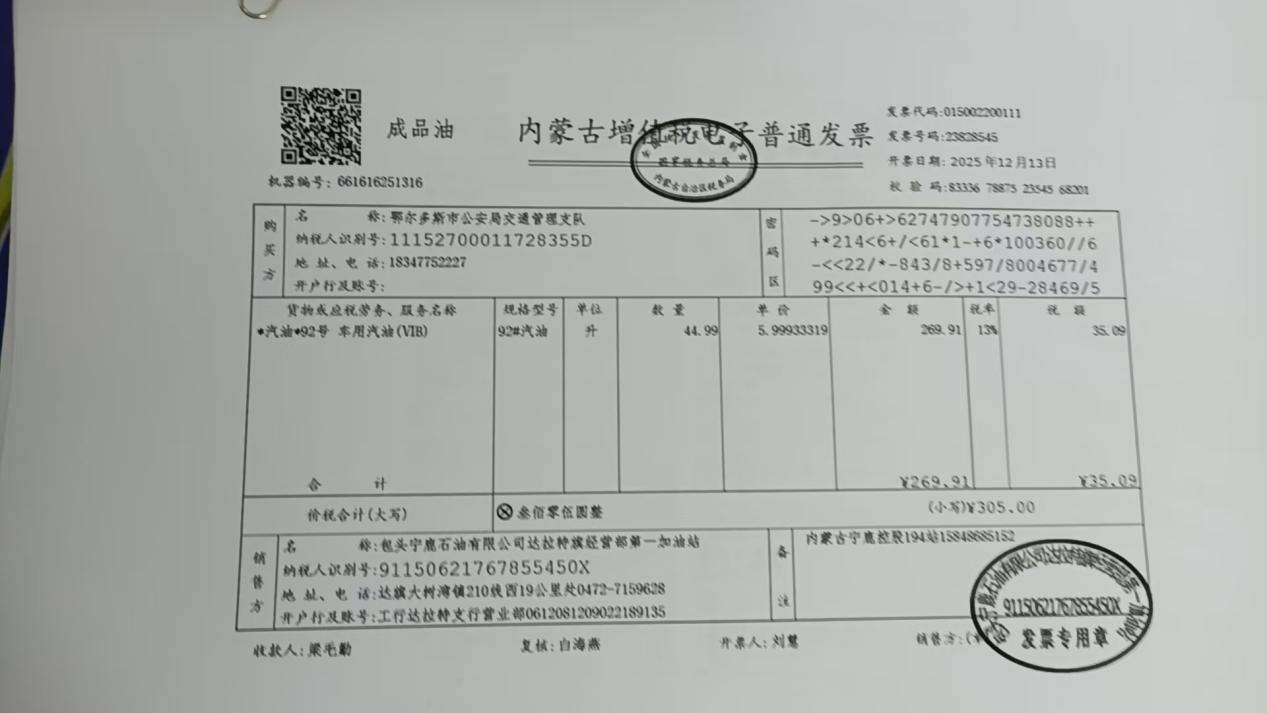 成品油
内蒙古增值税电子普通发票
发票代码:015002200111
发票号码:23828545
开票日期: 2025年12月13日
校 验 码:83336 78875 23545 68201
机器编号: 661616251316
购买方
名 称: 鄂尔多斯市公安局交通管理支队
纳税人识别号: 11152700011728355D
地 址、电 话: 18347752227
开户行及账号:
密码区
->9>06+>62747907754738088++
+*214<6+/<61*1-+6*100360//6
-<<22/*-843/8+597/8004677/4
99<<+<014+6-/>+1<29-28469/5
货物或应税劳务、服务名称 规格型号 单位 数 量 单 价 金 额 税率 税 额
*汽油*92号 车用汽油(VIB) 92#汽油 升 44.99 5.99933319 269.91 13% 35.09
合 计 ¥269.91 ¥35.09
价税合计(大写) ⊗叁佰零伍圆整 (小写)¥305.00
销售方
名 称: 包头宁鹿石油有限公司达拉特旗经营部第一加油站
纳税人识别号: 91150621767855450X
地 址、电 话: 达旗大树湾镇210线西19公里处0472-7159628
开户行及账号: 工行达拉特支行营业部0612081209022189135
备注
内蒙古宁鹿控股194站15848685152
收款人: 梁毛勤 复核: 白海燕 开票人: 刘慧 销售方:(章
国家税务总局
内蒙古自治区税务局
91150621767855450X
发票专用章